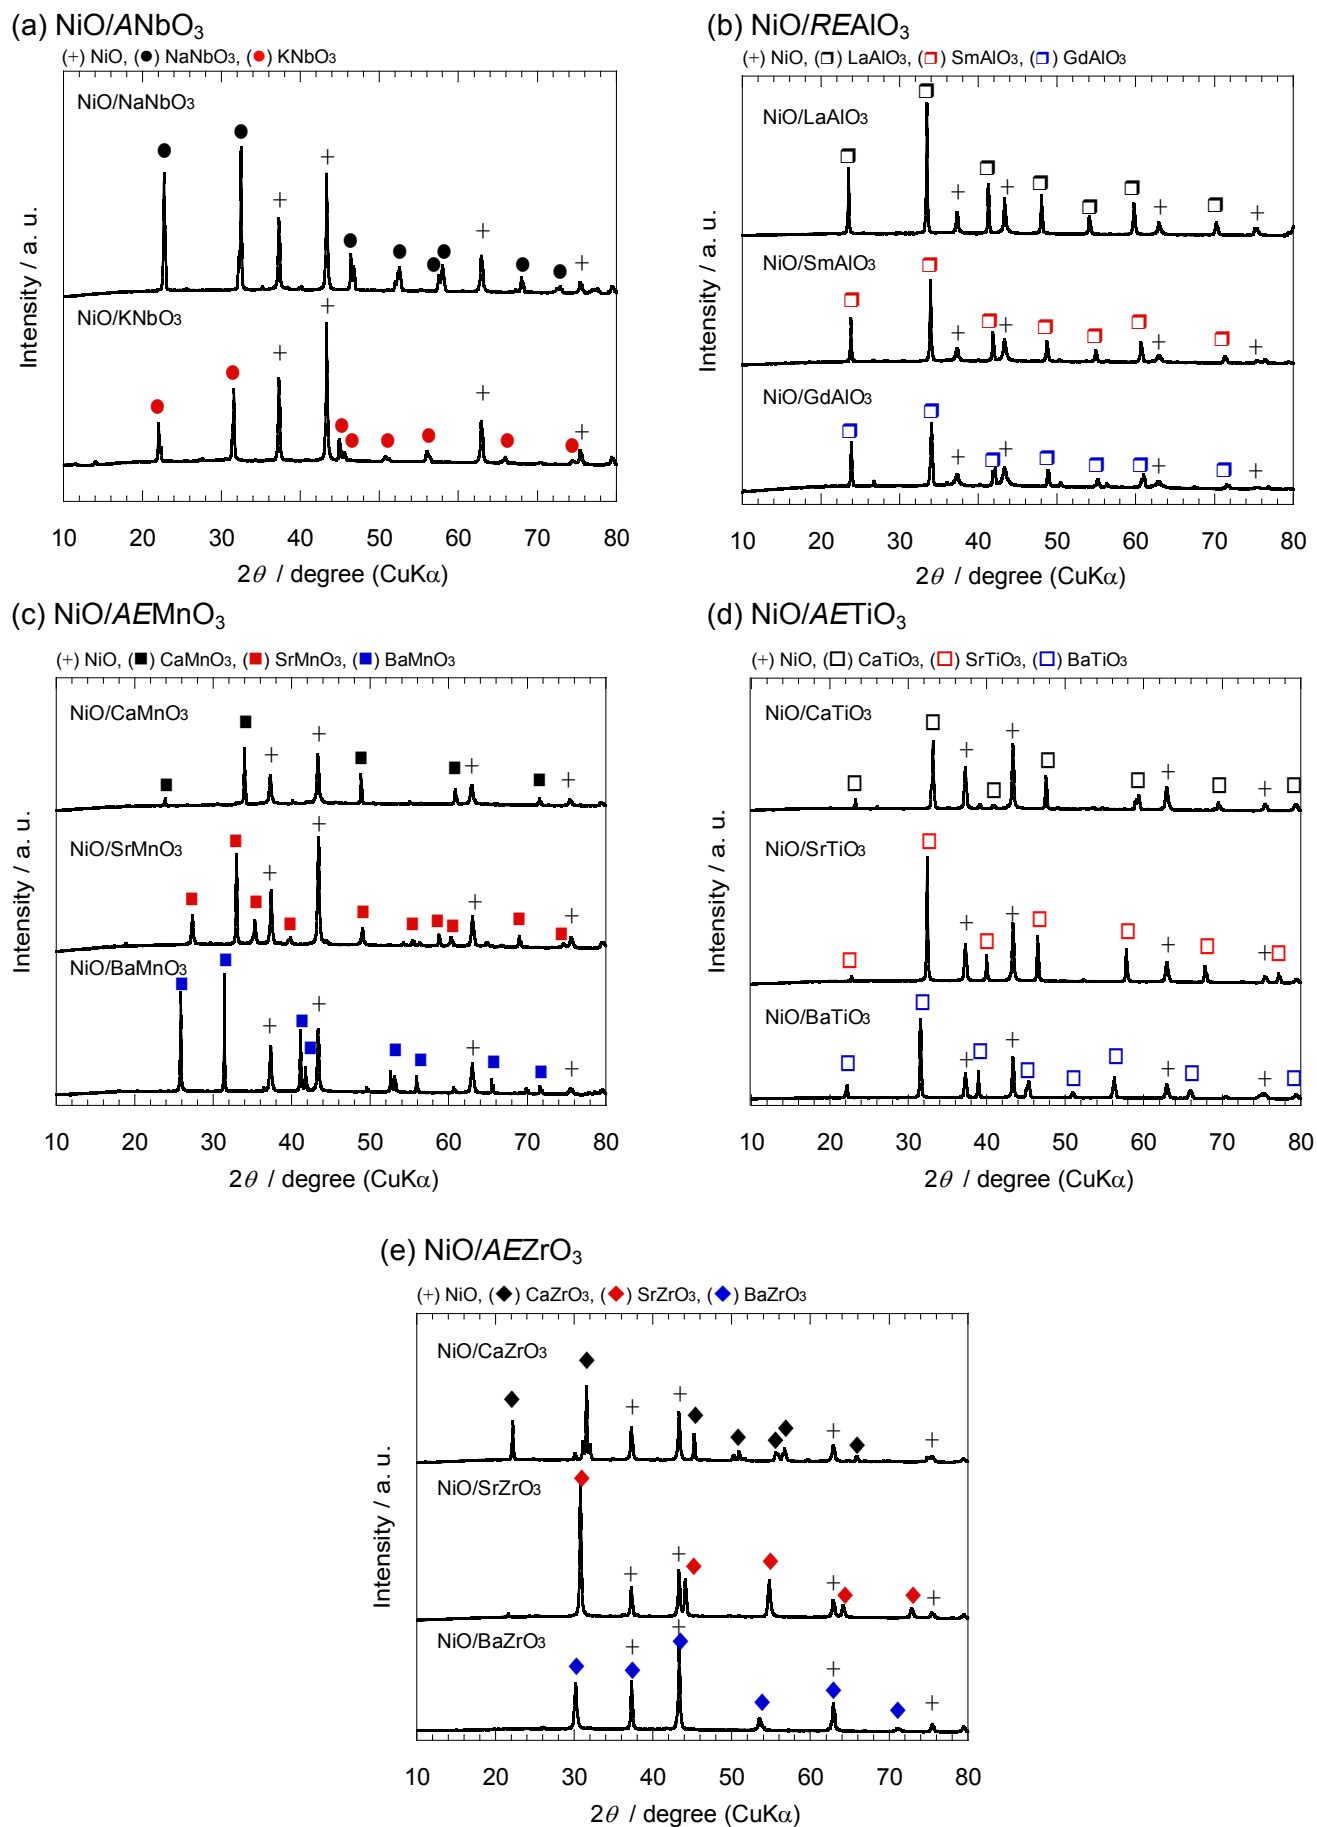 (a) NiO/ANbO₃
(+) NiO, (●) NaNbO₃, (●) KNbO₃
NiO/NaNbO₃
NiO/KNbO₃
Intensity / a. u.
10 20 30 40 50 60 70 80
2θ / degree (CuKα)
(b) NiO/REAlO₃
(+) NiO, (❒) LaAlO₃, (❒) SmAlO₃, (❒) GdAlO₃
NiO/LaAlO₃
NiO/SmAlO₃
NiO/GdAlO₃
Intensity / a. u.
10 20 30 40 50 60 70 80
2θ / degree (CuKα)
(c) NiO/AEMnO₃
(+) NiO, (■) CaMnO₃, (■) SrMnO₃, (■) BaMnO₃
NiO/CaMnO₃
NiO/SrMnO₃
NiO/BaMnO₃
Intensity / a. u.
10 20 30 40 50 60 70 80
2θ / degree (CuKα)
(d) NiO/AETiO₃
(+) NiO, (□) CaTiO₃, (□) SrTiO₃, (□) BaTiO₃
NiO/CaTiO₃
NiO/SrTiO₃
NiO/BaTiO₃
Intensity / a. u.
10 20 30 40 50 60 70 80
2θ / degree (CuKα)
(e) NiO/AEZrO₃
(+) NiO, (◆) CaZrO₃, (◆) SrZrO₃, (◆) BaZrO₃
NiO/CaZrO₃
NiO/SrZrO₃
NiO/BaZrO₃
Intensity / a. u.
10 20 30 40 50 60 70 80
2θ / degree (CuKα)